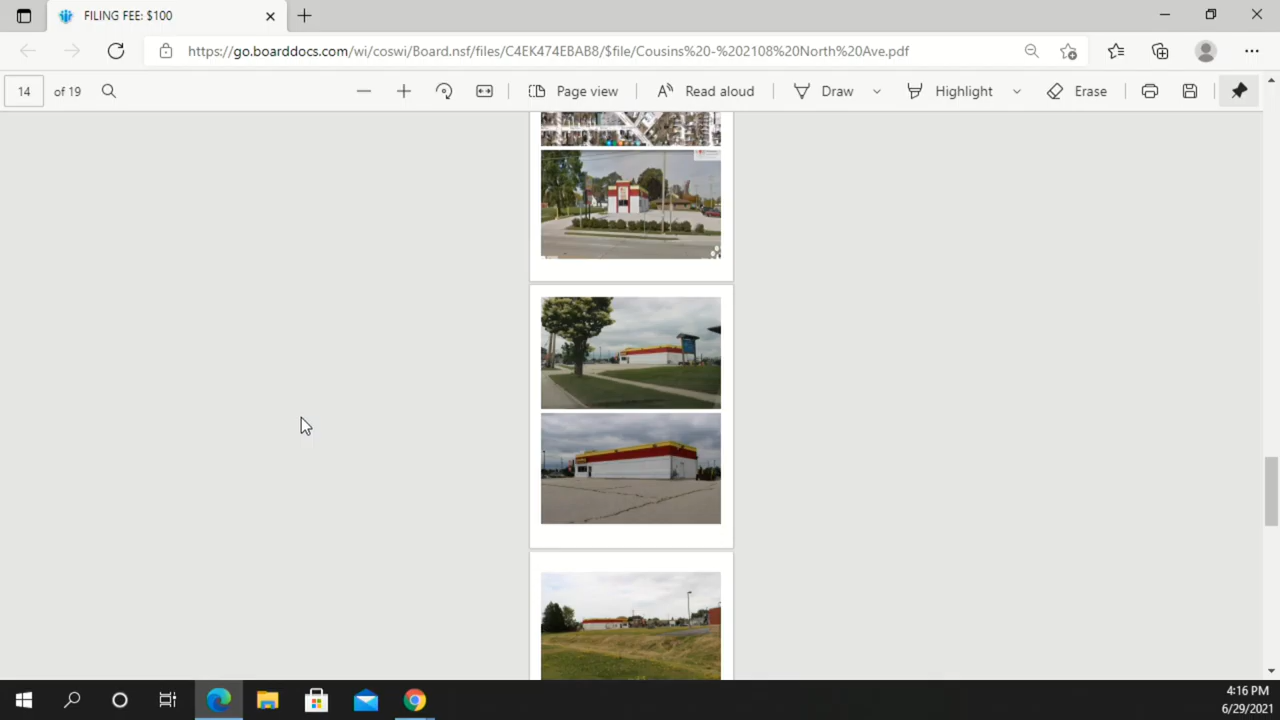 FILING FEE: $100
https://go.boarddocs.com/wi/coswi/Board.nsf/files/C4EK474EBAB8/$file/Cousins%20-%202108%20North%20Ave.pdf
14 of 19 Page view Read aloud Draw Highlight Erase
4:16 PM
6/29/2021